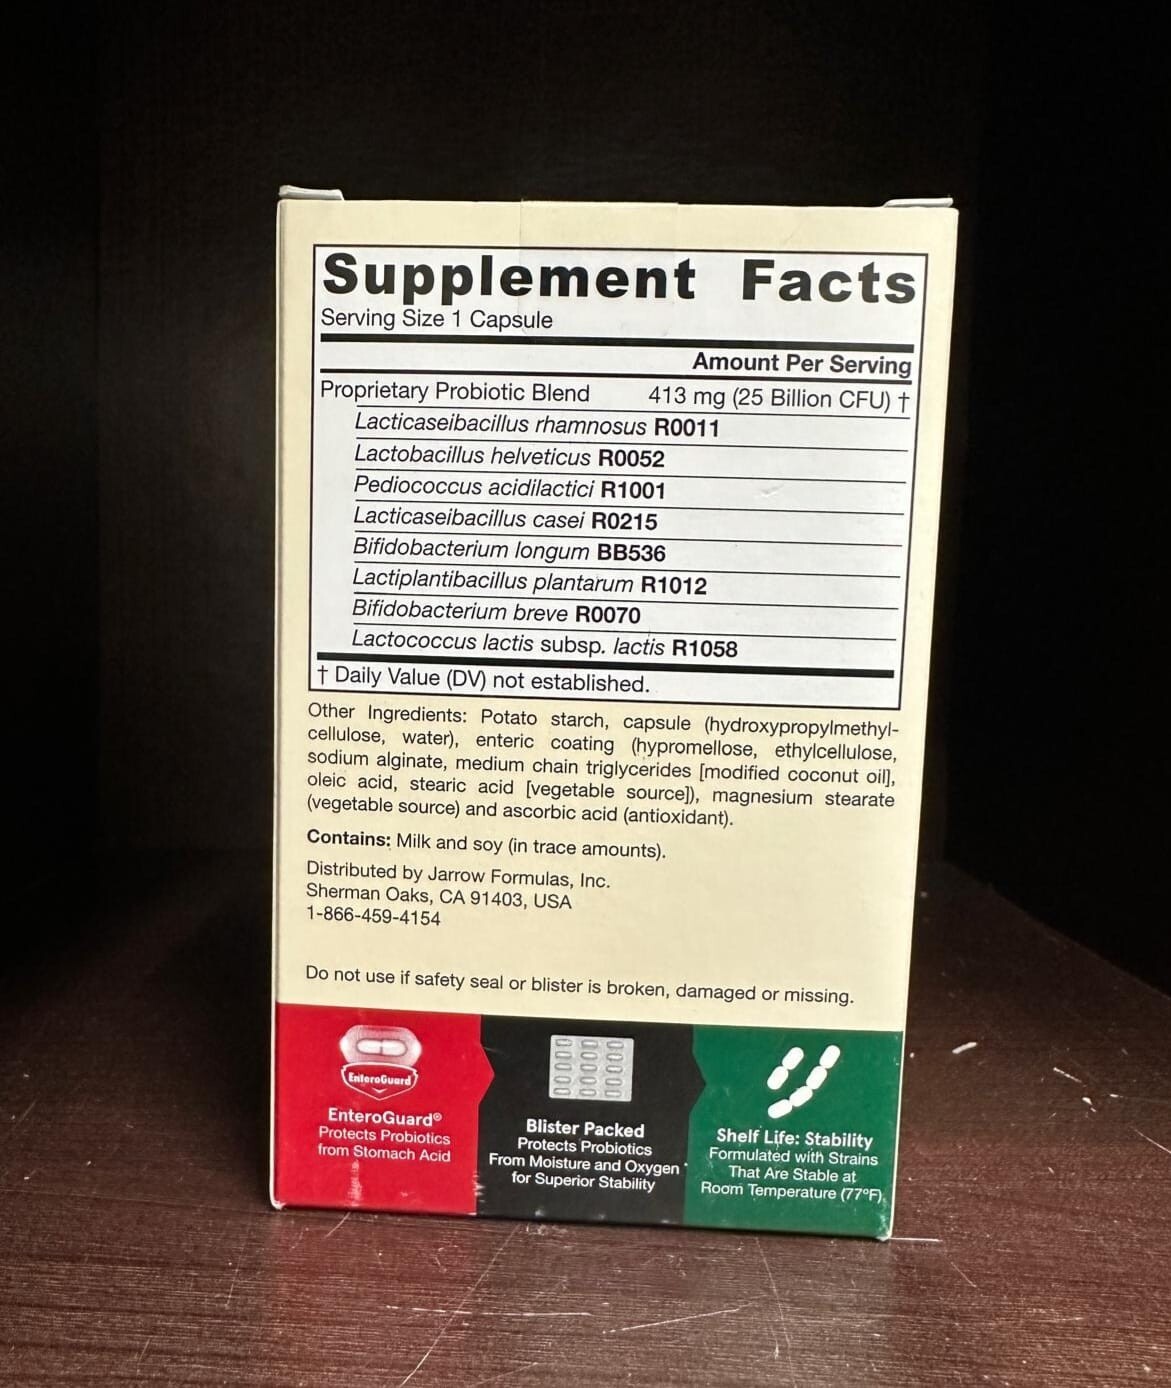 Supplement Facts
Serving Size 1 Capsule
Amount Per Serving
Proprietary Probiotic Blend 413 mg (25 Billion CFU) †
Lacticaseibacillus rhamnosus R0011
Lactobacillus helveticus R0052
Pediococcus acidilactici R1001
Lacticaseibacillus casei R0215
Bifidobacterium longum BB536
Lactiplantibacillus plantarum R1012
Bifidobacterium breve R0070
Lactococcus lactis subsp. lactis R1058
† Daily Value (DV) not established.
Other Ingredients: Potato starch, capsule (hydroxypropylmethyl-
cellulose, water), enteric coating (hypromellose, ethylcellulose,
sodium alginate, medium chain triglycerides [modified coconut oil],
oleic acid, stearic acid [vegetable source]), magnesium stearate
(vegetable source) and ascorbic acid (antioxidant).
Contains: Milk and soy (in trace amounts).
Distributed by Jarrow Formulas, Inc.
Sherman Oaks, CA 91403, USA
1-866-459-4154
Do not use if safety seal or blister is broken, damaged or missing.
EnteroGuard
EnteroGuard®
Protects Probiotics
from Stomach Acid
Blister Packed
Protects Probiotics
From Moisture and Oxygen
for Superior Stability
Shelf Life: Stability
Formulated with Strains
That Are Stable at
Room Temperature (77°F)